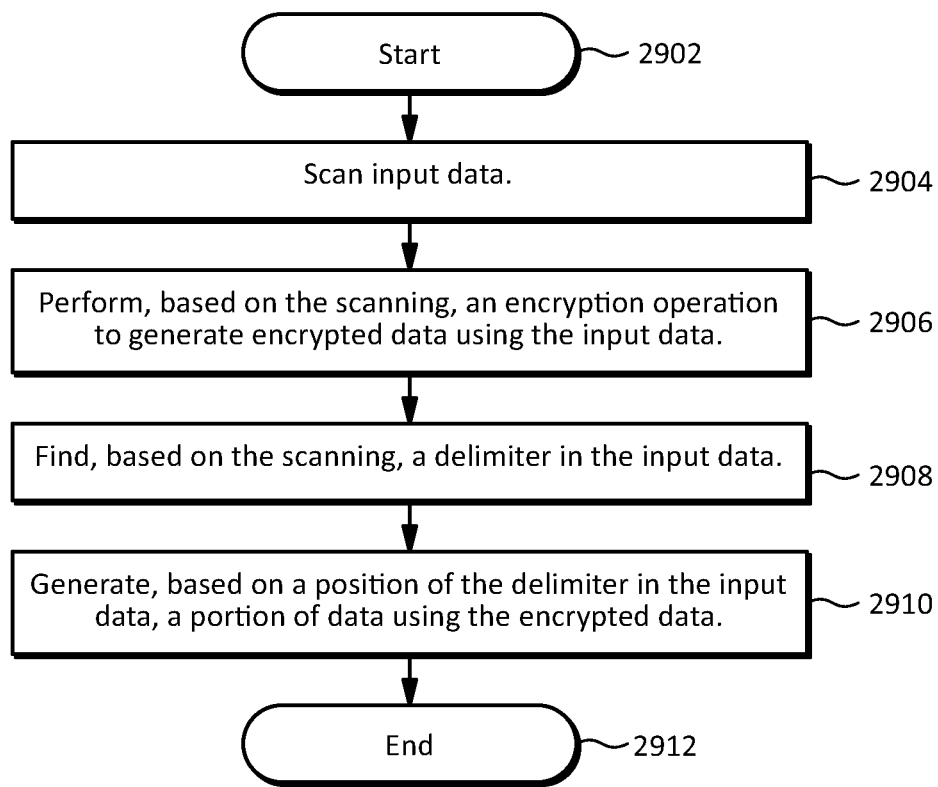 Start
2902
Scan input data.
2904
Perform, based on the scanning, an encryption operation
to generate encrypted data using the input data.
2906
Find, based on the scanning, a delimiter in the input data.
2908
Generate, based on a position of the delimiter in the input
data, a portion of data using the encrypted data.
2910
End
2912